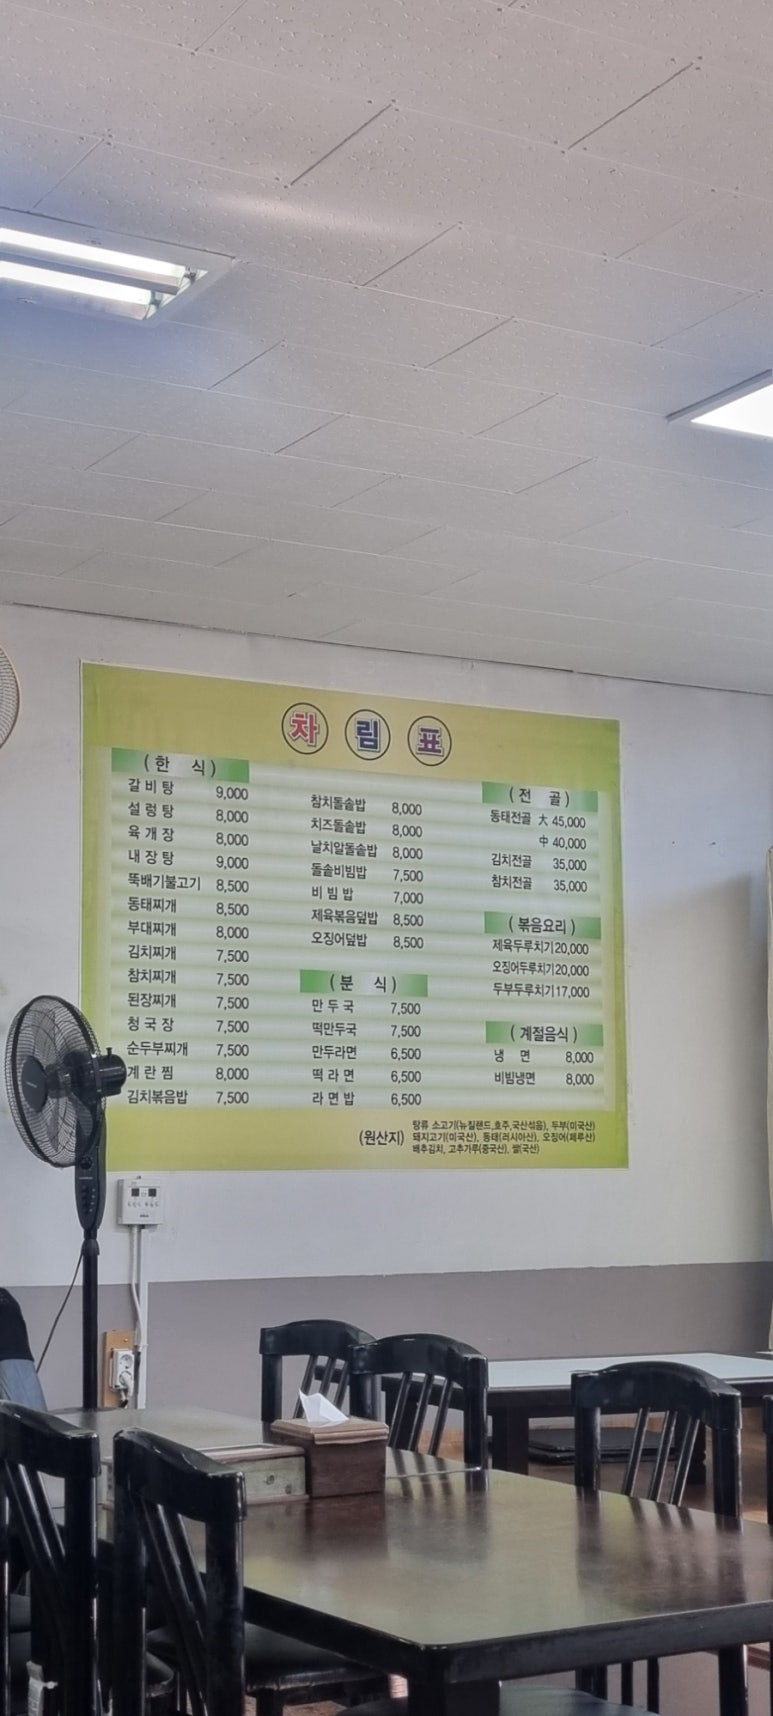 차림표
(한 식)
갈비탕 9,000
설렁탕 8,000
육개장 8,000
내장탕 9,000
뚝배기불고기 8,500
동태찌개 8,500
부대찌개 8,000
김치찌개 7,500
참치찌개 7,500
된장찌개 7,500
청국장 7,500
순두부찌개 7,500
계란찜 8,000
김치볶음밥 7,500
참치돌솥밥 8,000
치즈돌솥밥 8,000
날치알돌솥밥 8,000
돌솥비빔밥 7,500
비빔밥 7,000
제육볶음덮밥 8,500
오징어덮밥 8,500
(분 식)
만두국 7,500
떡만두국 7,500
만두라면 6,500
떡라면 6,500
라면밥 6,500
(전 골)
동태전골 大 45,000
中 40,000
김치전골 35,000
참치전골 35,000
(볶음요리)
제육두루치기 20,000
오징어두루치기 20,000
두부두루치기 17,000
(계절음식)
냉 면 8,000
비빔냉면 8,000
(원산지)
탕류 소고기(뉴질랜드,호주,국산섞음), 두부(미국산)
돼지고기(미국산), 동태(러시아산), 오징어(페루산)
배추김치, 고추가루(중국산), 쌀(국산)